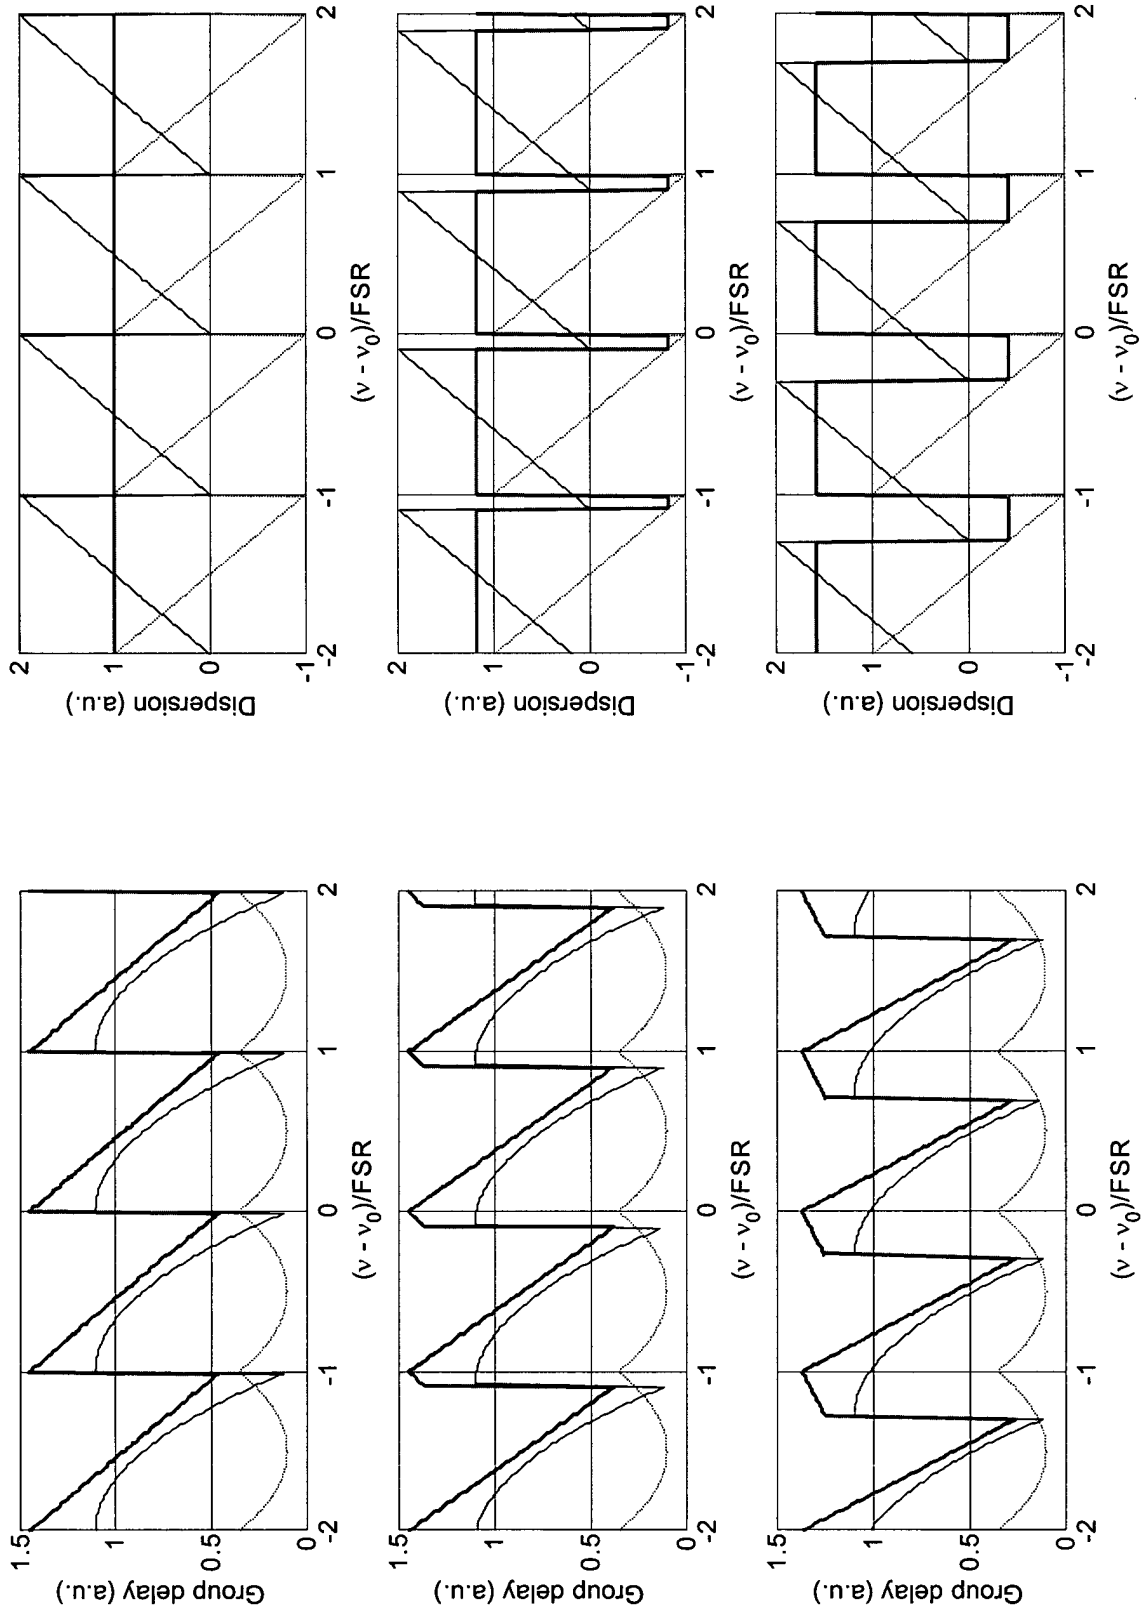 Group delay (a.u.)
1.5
1
0.5
0
-2 -1 0 1 2
(ν - ν₀)/FSR
Dispersion (a.u.)
2
1
0
-1
-2 -1 0 1 2
(ν - ν₀)/FSR
Group delay (a.u.)
1.5
1
0.5
0
-2 -1 0 1 2
(ν - ν₀)/FSR
Dispersion (a.u.)
2
1
0
-1
-2 -1 0 1 2
(ν - ν₀)/FSR
Group delay (a.u.)
1.5
1
0.5
0
-2 -1 0 1 2
(ν - ν₀)/FSR
Dispersion (a.u.)
2
1
0
-1
-2 -1 0 1 2
(ν - ν₀)/FSR